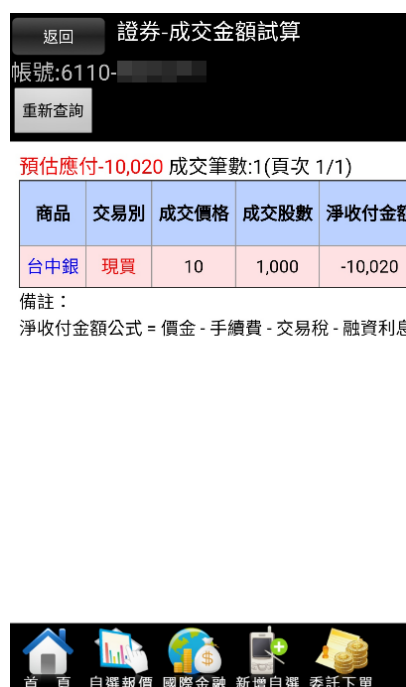 返回
證券-成交金額試算
帳號:6110-
重新查詢
預估應付-10,020 成交筆數:1(頁次 1/1)
商品 交易別 成交價格 成交股數 淨收付金額
台中銀 現買 10 1,000 -10,020
備註：
淨收付金額公式 = 價金 - 手續費 - 交易稅 - 融資利息
首 頁 自選報價 國際金融 新增自選 委託下單